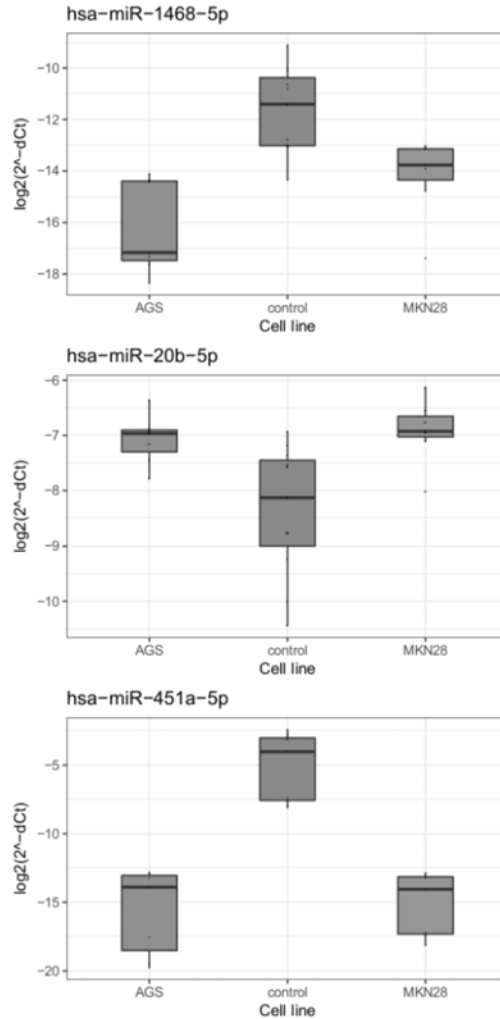 hsa−miR−1468−5p
−10
−12
−14
−16
−18
log2(2^−dCt)
AGS control MKN28
Cell line
hsa−miR−20b−5p
−6
−7
−8
−9
−10
log2(2^−dCt)
AGS control MKN28
Cell line
hsa−miR−451a−5p
−5
−10
−15
−20
log2(2^−dCt)
AGS control MKN28
Cell line